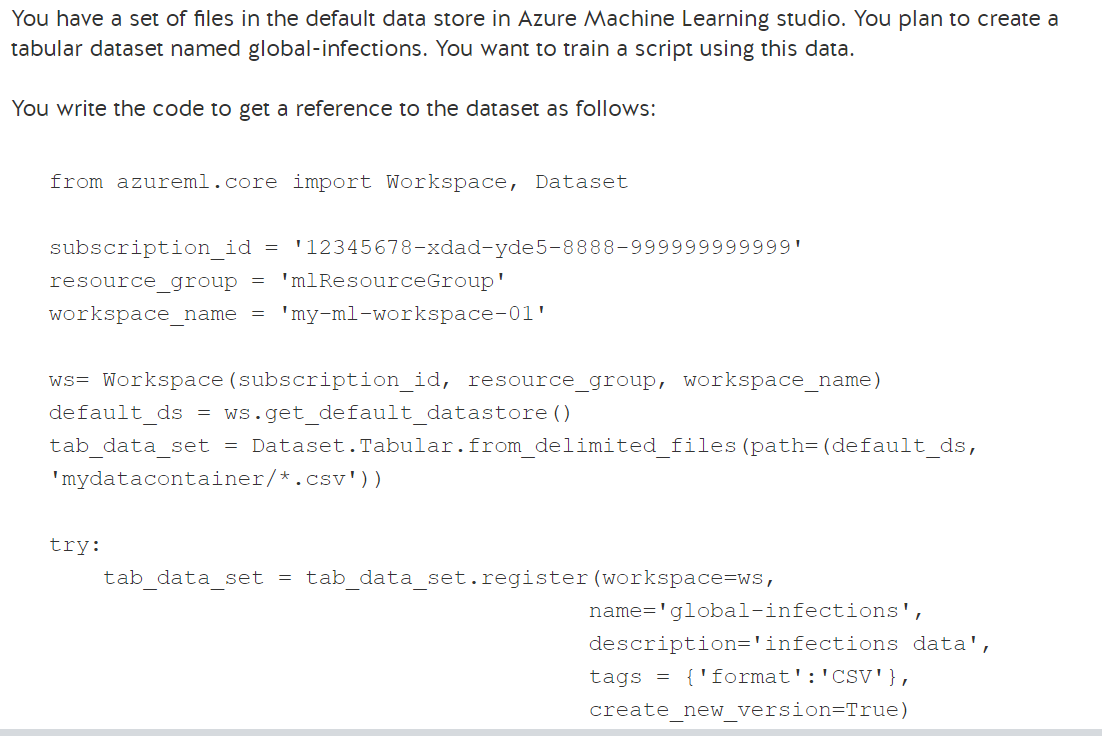 You have a set of files in the default data store in Azure Machine Learning studio. You plan to create a
tabular dataset named global-infections. You want to train a script using this data.
You write the code to get a reference to the dataset as follows:
from azureml.core import Workspace, Dataset
subscription_id = '12345678-xdad-yde5-8888-999999999999'
resource_group = 'mlResourceGroup'
workspace_name = 'my-ml-workspace-01'
ws= Workspace(subscription_id, resource_group, workspace_name)
default_ds = ws.get_default_datastore()
tab_data_set = Dataset.Tabular.from_delimited_files(path=(default_ds,
'mydatacontainer/*.csv'))
try:
tab_data_set = tab_data_set.register(workspace=ws,
name='global-infections',
description='infections data',
tags = {'format':'CSV'},
create_new_version=True)